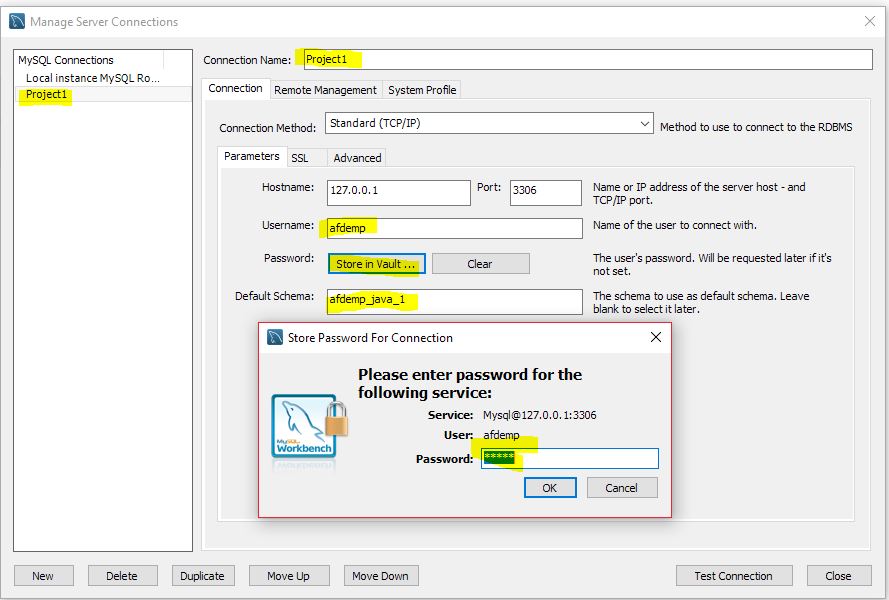 Manage Server Connections
MySQL Connections
Local instance MySQL Ro...
Project1
Connection Name: Project1
Connection Remote Management System Profile
Connection Method: Standard (TCP/IP) Method to use to connect to the RDBMS
Parameters SSL Advanced
Hostname: 127.0.0.1 Port: 3306 Name or IP address of the server host - and
TCP/IP port.
Username: afdemp Name of the user to connect with.
Password: Store in Vault ... Clear The user's password. Will be requested later if it's
not set.
Default Schema: afdemp_java_1 The schema to use as default schema. Leave
blank to select it later.
Store Password For Connection
Please enter password for the
following service:
Service: Mysql@127.0.0.1:3306
User: afdemp
Password: *****
MySQL
Workbench
OK Cancel
New Delete Duplicate Move Up Move Down Test Connection Close